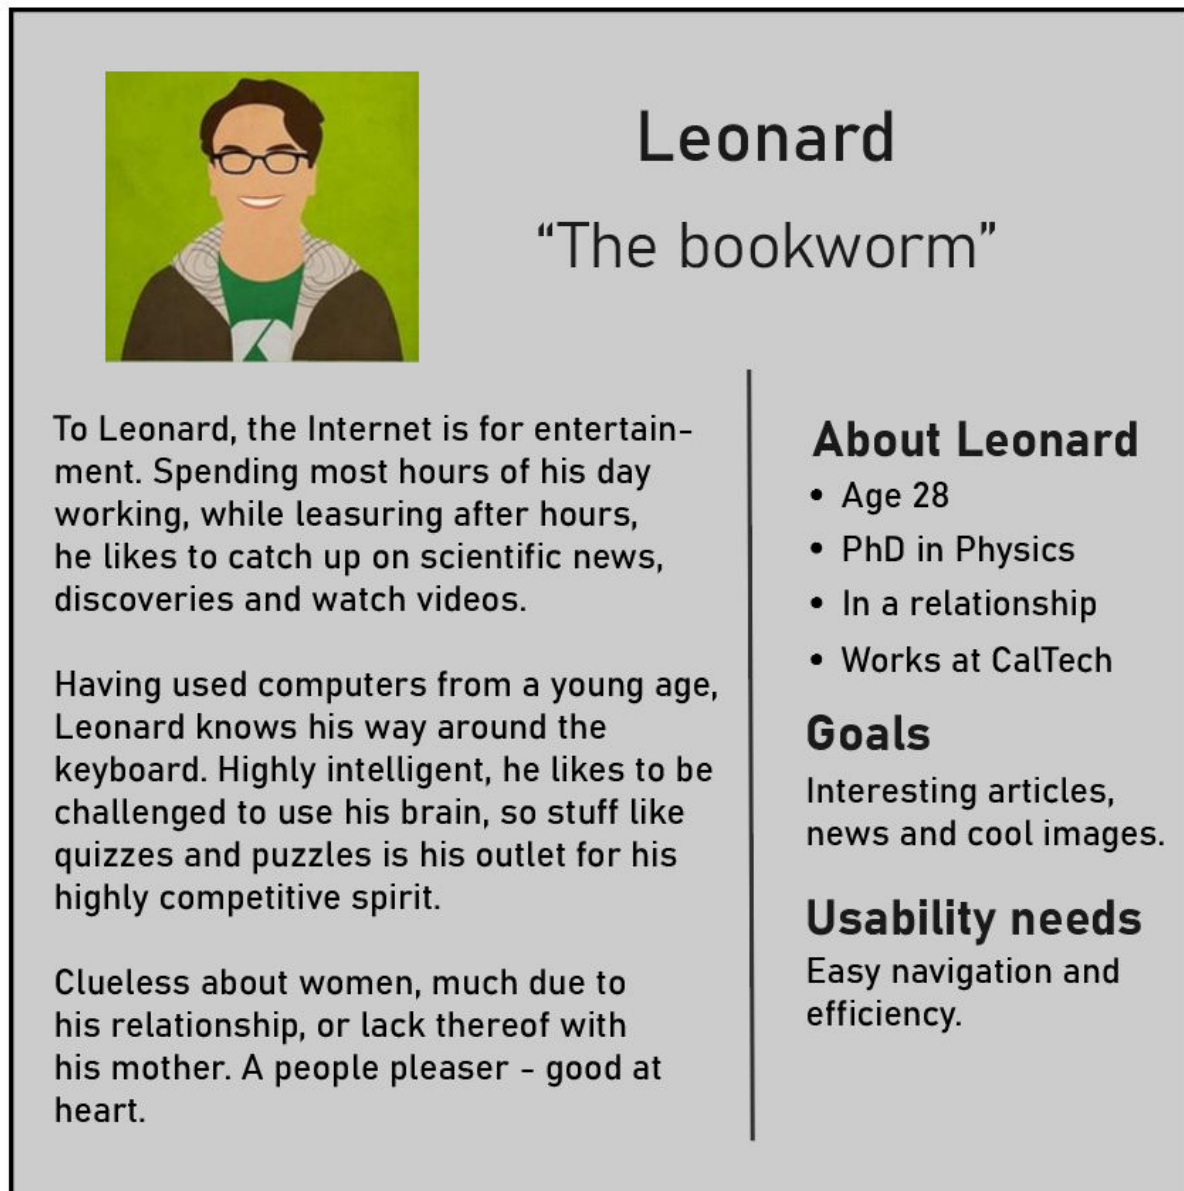 Leonard
“The bookworm”
To Leonard, the Internet is for entertain-
ment. Spending most hours of his day
working, while leasuring after hours,
he likes to catch up on scientific news,
discoveries and watch videos.
Having used computers from a young age,
Leonard knows his way around the
keyboard. Highly intelligent, he likes to be
challenged to use his brain, so stuff like
quizzes and puzzles is his outlet for his
highly competitive spirit.
Clueless about women, much due to
his relationship, or lack thereof with
his mother. A people pleaser - good at
heart.
About Leonard
• Age 28
• PhD in Physics
• In a relationship
• Works at CalTech
Goals
Interesting articles,
news and cool images.
Usability needs
Easy navigation and
efficiency.